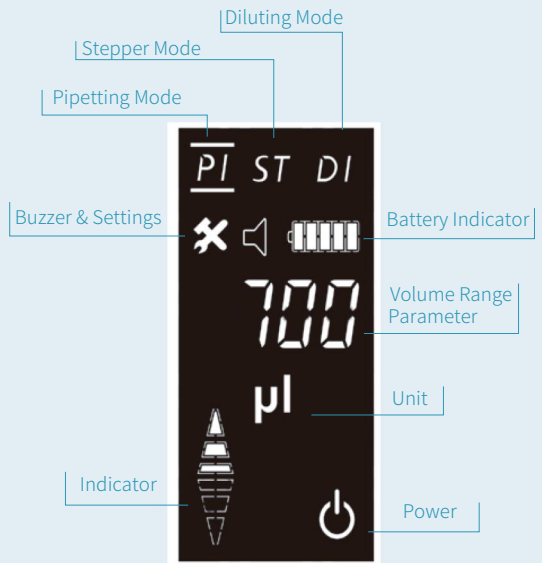 Diluting Mode
Stepper Mode
Pipetting Mode
PI ST DI
Buzzer & Settings
Battery Indicator
700
Volume Range
Parameter
µl
Unit
Indicator
Power